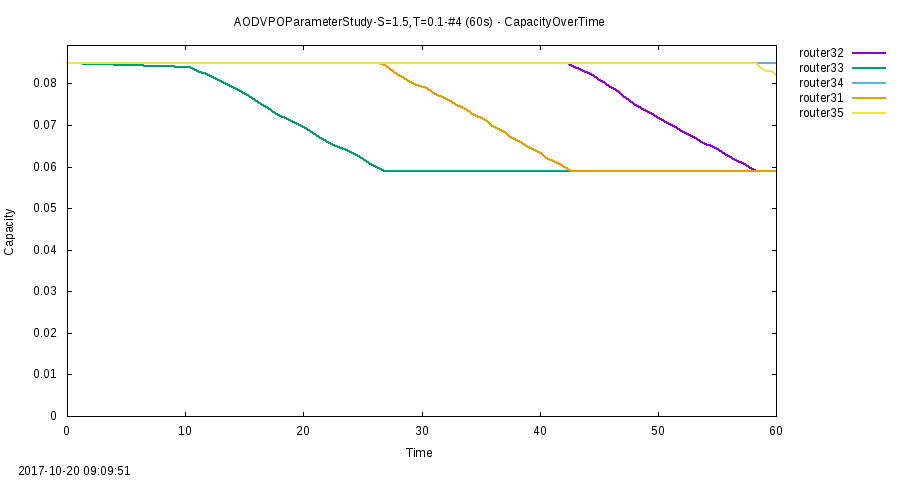 AODVPOParameterStudy-S=1.5,T=0.1-#4 (60s) - CapacityOverTime
router32
router33
router34
router31
router35
0.08
0.07
0.06
0.05
0.04
0.03
0.02
0.01
0
Capacity
0 10 20 30 40 50 60
Time
2017-10-20 09:09:51